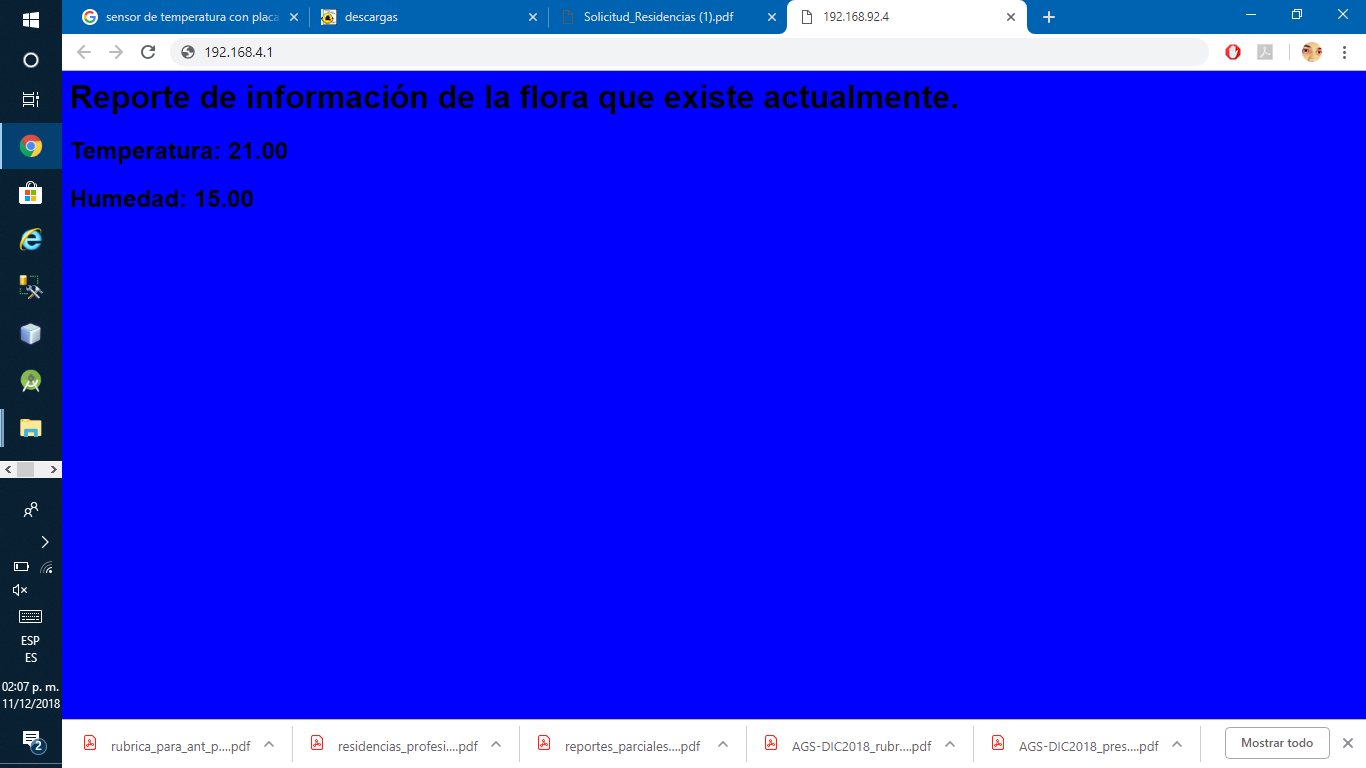 sensor de temperatura con placa
descargas
Solicitud_Residencias (1).pdf
192.168.92.4
192.168.4.1
Reporte de información de la flora que existe actualmente.
Temperatura: 21.00
Humedad: 15.00
ESP
ES
02:07 p. m.
11/12/2018
2
rubrica_para_ant_p....pdf
residencias_profesi....pdf
reportes_parciales....pdf
AGS-DIC2018_rubr....pdf
AGS-DIC2018_pres....pdf
Mostrar todo